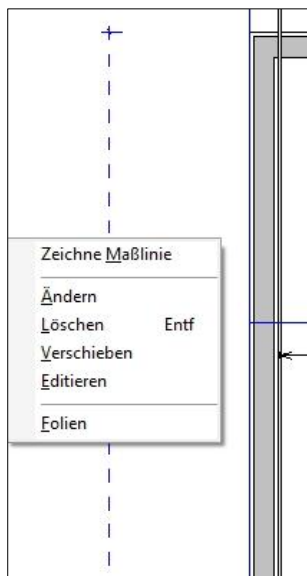 Zeichne Maßlinie
Ändern
Löschen Entf
Verschieben
Editieren
Folien